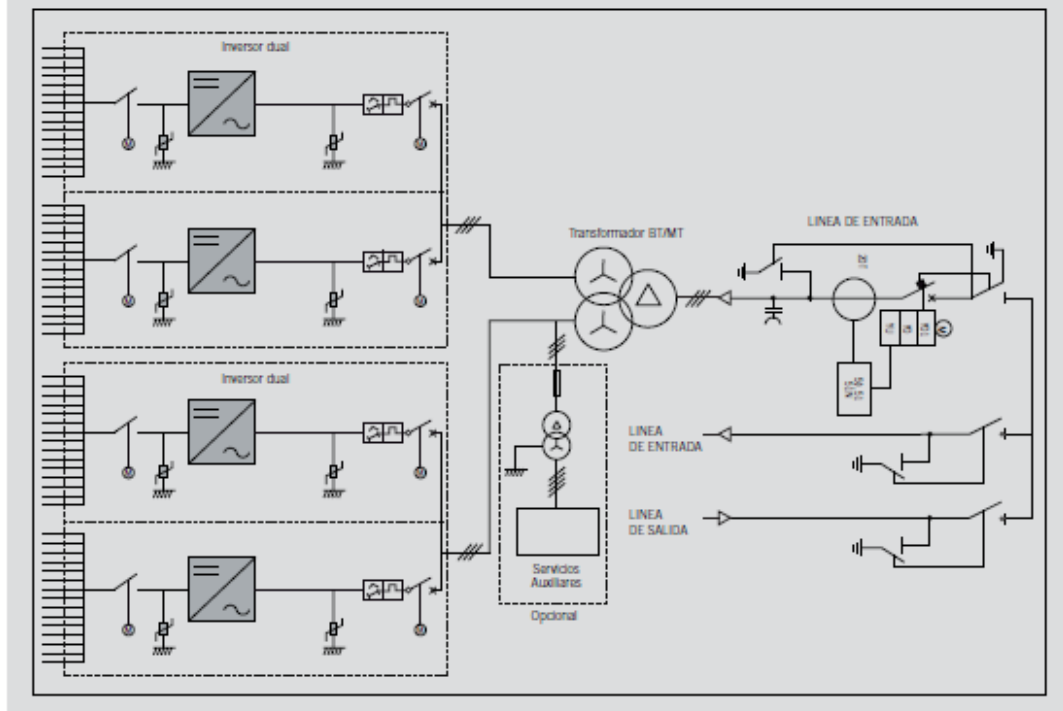 Inversor dual
LINEA DE ENTRADA
Transformador BT/MT
Inversor dual
LINEA
DE ENTRADA
LINEA
DE SALIDA
Servicios
Auxiliares
Opcional